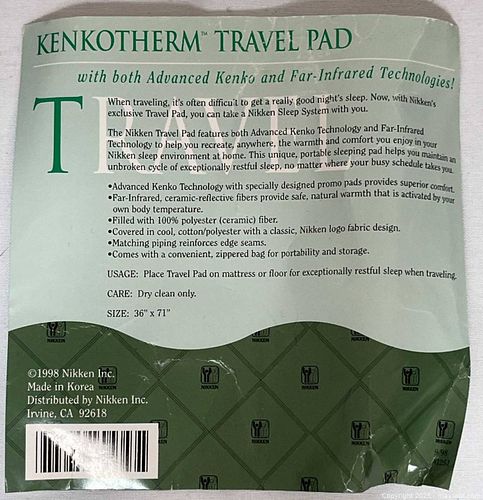 KENKOTHERM™ TRAVEL PAD
with both Advanced Kenko and Far-Infrared Technologies!
TRAVEL
When traveling, it's often difficult to get a really good night's sleep. Now, with Nikken's
exclusive Travel Pad, you can take a Nikken Sleep System with you.
The Nikken Travel Pad features both Advanced Kenko Technology and Far-Infrared
Technology to help you recreate, anywhere, the warmth and comfort you enjoy in your
Nikken sleep environment at home. This unique, portable sleeping pad helps you maintain an
unbroken cycle of exceptionally restful sleep, no matter where your busy schedule takes you.
•Advanced Kenko Technology with specially designed promo pads provides superior comfort.
•Far-Infrared, ceramic-reflective fibers provide safe, natural warmth that is activated by your
own body temperature.
•Filled with 100% polyester (ceramic) fiber.
•Covered in cool, cotton/polyester with a classic, Nikken logo fabric design.
•Matching piping reinforces edge seams.
•Comes with a convenient, zippered bag for portability and storage.
USAGE: Place Travel Pad on mattress or floor for exceptionally restful sleep when traveling.
CARE: Dry clean only.
SIZE: 36" x 71"
©1998 Nikken Inc.
Made in Korea
Distributed by Nikken Inc.
Irvine, CA 92618
NIKKEN